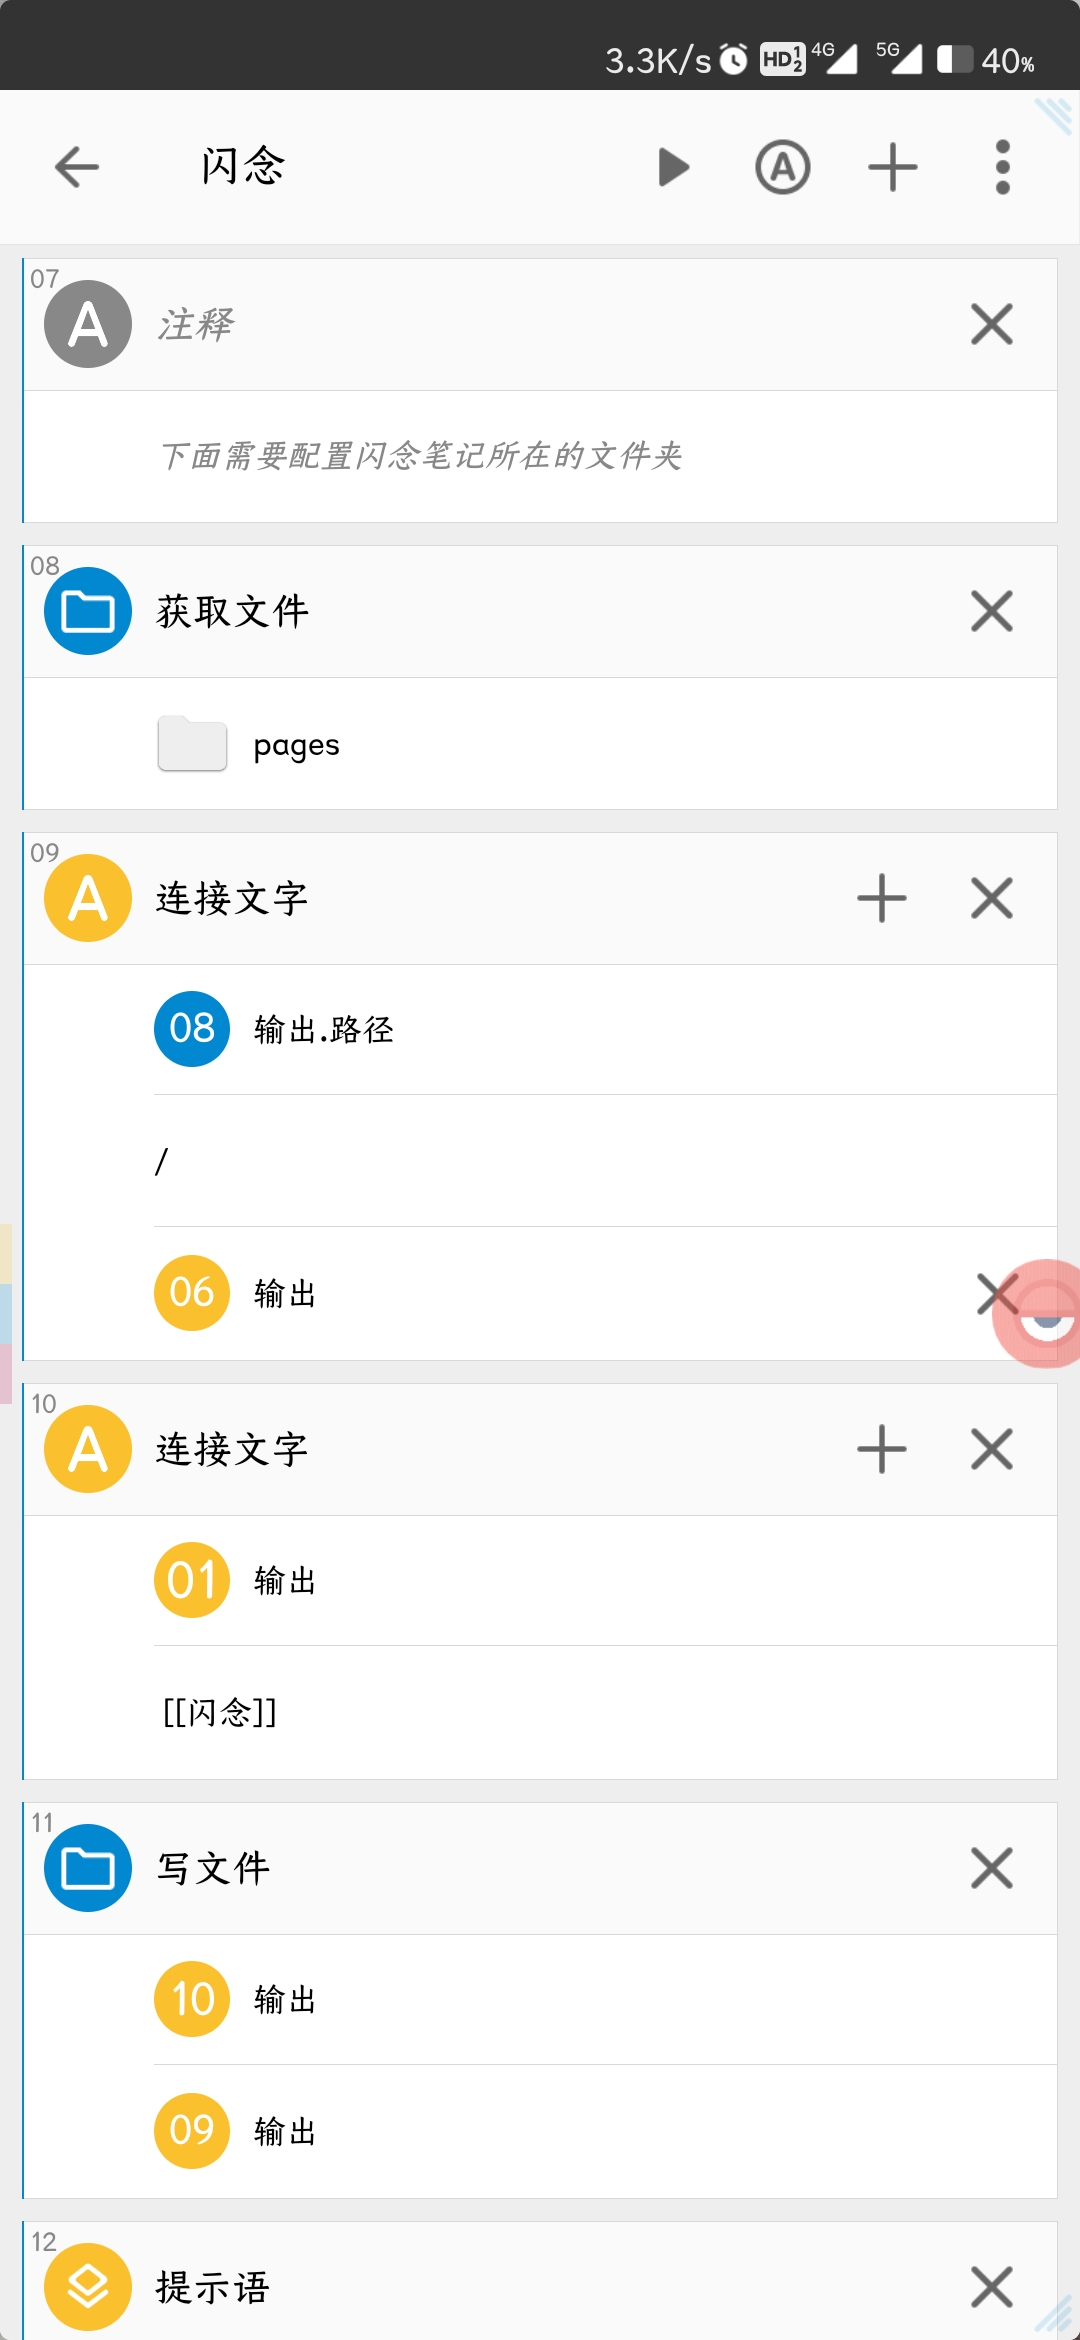 3.3K/s HD 1 2 4G 5G 40%
闪念
07
注释
下面需要配置闪念笔记所在的文件夹
08
获取文件
pages
09
连接文字
08 输出.路径
/
06 输出
10
连接文字
01 输出
[[闪念]]
11
写文件
10 输出
09 输出
12
提示语